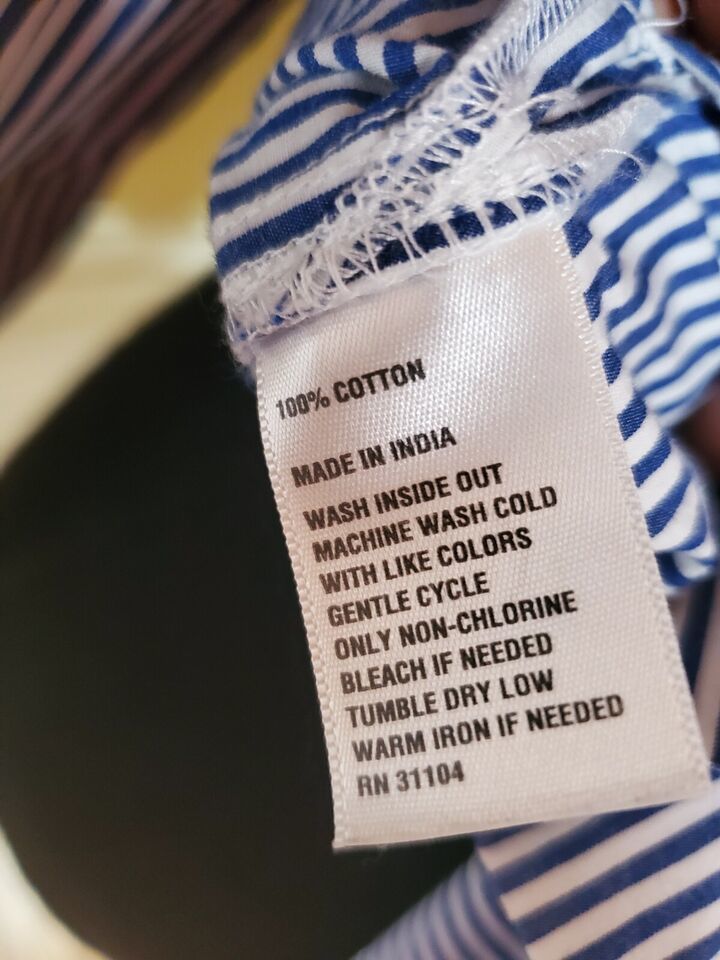 100% COTTON
MADE IN INDIA
WASH INSIDE OUT
MACHINE WASH COLD
WITH LIKE COLORS
GENTLE CYCLE
ONLY NON-CHLORINE
BLEACH IF NEEDED
TUMBLE DRY LOW
WARM IRON IF NEEDED
RN 31104